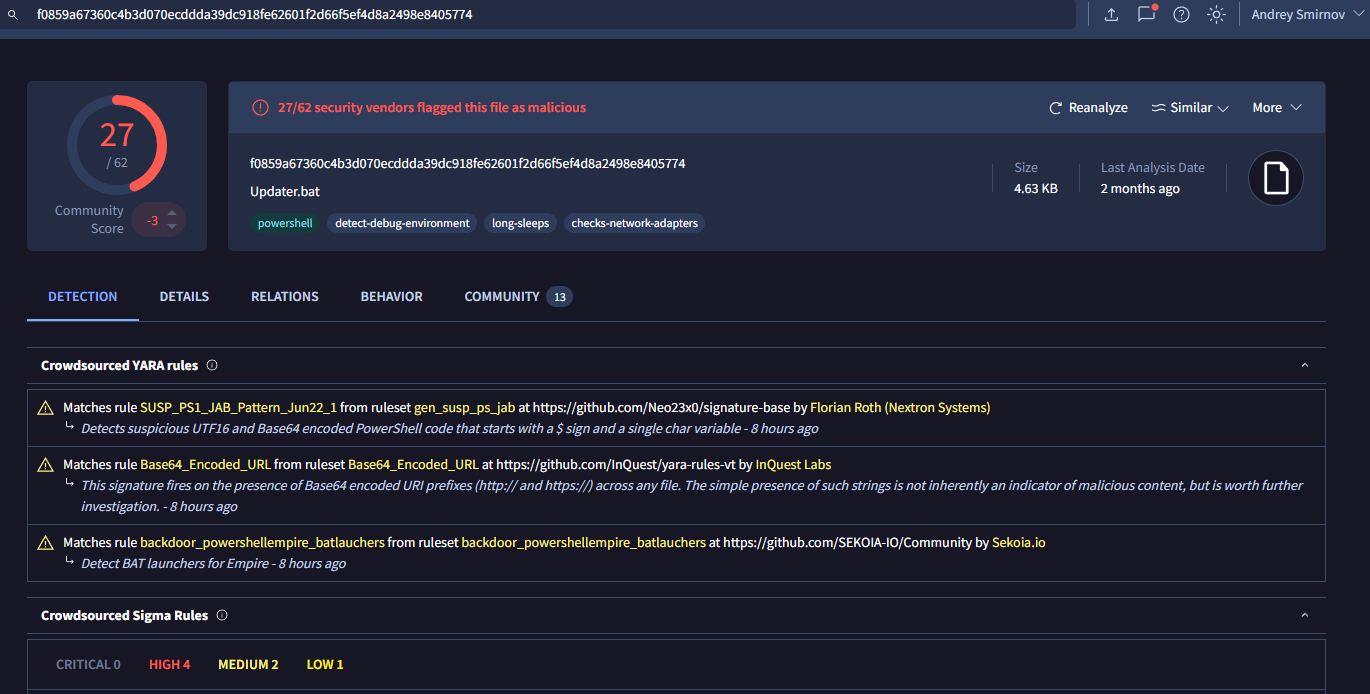 f0859a67360c4b3d070ecddda39dc918fe62601f2d66f5ef4d8a2498e8405774
Andrey Smirnov
27
/ 62
Community
Score
-3
27/62 security vendors flagged this file as malicious
Reanalyze
Similar
More
f0859a67360c4b3d070ecddda39dc918fe62601f2d66f5ef4d8a2498e8405774
Updater.bat
powershell
detect-debug-environment
long-sleeps
checks-network-adapters
Size
4.63 KB
Last Analysis Date
2 months ago
DETECTION
DETAILS
RELATIONS
BEHAVIOR
COMMUNITY 13
Crowdsourced YARA rules
Matches rule SUSP_PS1_JAB_Pattern_Jun22_1 from ruleset gen_susp_ps_jab at https://github.com/Neo23x0/signature-base by Florian Roth (Nextron Systems)
Detects suspicious UTF16 and Base64 encoded PowerShell code that starts with a $ sign and a single char variable - 8 hours ago
Matches rule Base64_Encoded_URL from ruleset Base64_Encoded_URL at https://github.com/InQuest/yara-rules-vt by InQuest Labs
This signature fires on the presence of Base64 encoded URI prefixes (http:// and https://) across any file. The simple presence of such strings is not inherently an indicator of malicious content, but is worth further
investigation. - 8 hours ago
Matches rule backdoor_powershellempire_batlauchers from ruleset backdoor_powershellempire_batlauchers at https://github.com/SEKOIA-IO/Community by Sekoia.io
Detect BAT launchers for Empire - 8 hours ago
Crowdsourced Sigma Rules
CRITICAL 0
HIGH 4
MEDIUM 2
LOW 1